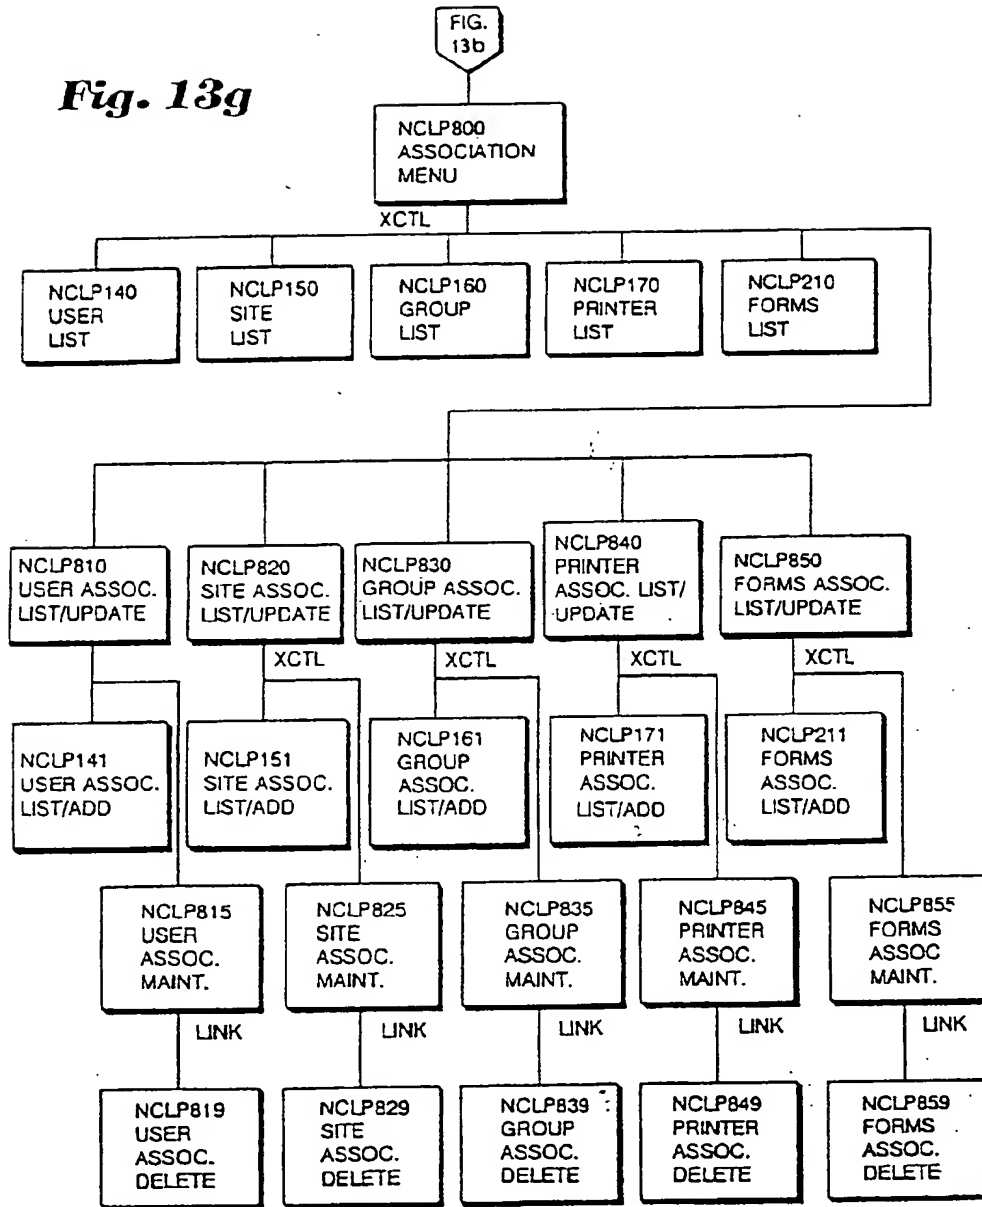 FIG.
13b
Fig. 13g
NCLP800
ASSOCIATION
MENU
XCTL
NCLP140
USER
LIST
NCLP150
SITE
LIST
NCLP160
GROUP
LIST
NCLP170
PRINTER
LIST
NCLP210
FORMS
LIST
NCLP810
USER ASSOC.
LIST/UPDATE
NCLP820
SITE ASSOC.
LIST/UPDATE
NCLP830
GROUP ASSOC.
LIST/UPDATE
NCLP840
PRINTER
ASSOC. LIST/
UPDATE
NCLP850
FORMS ASSOC.
LIST/UPDATE
XCTL
XCTL
XCTL
XCTL
NCLP141
USER ASSOC.
LIST/ADD
NCLP151
SITE ASSOC.
LIST/ADD
NCLP161
GROUP
ASSOC.
LIST/ADD
NCLP171
PRINTER
ASSOC.
LIST/ADD
NCLP211
FORMS
ASSOC.
LIST/ADD
NCLP815
USER
ASSOC.
MAINT.
NCLP825
SITE
ASSOC.
MAINT.
NCLP835
GROUP
ASSOC.
MAINT.
NCLP845
PRINTER
ASSOC.
MAINT.
NCLP855
FORMS
ASSOC
MAINT.
LINK
LINK
LINK
LINK
LINK
NCLP819
USER
ASSOC.
DELETE
NCLP829
SITE
ASSOC.
DELETE
NCLP839
GROUP
ASSOC.
DELETE
NCLP849
PRINTER
ASSOC.
DELETE
NCLP859
FORMS
ASSOC.
DELETE